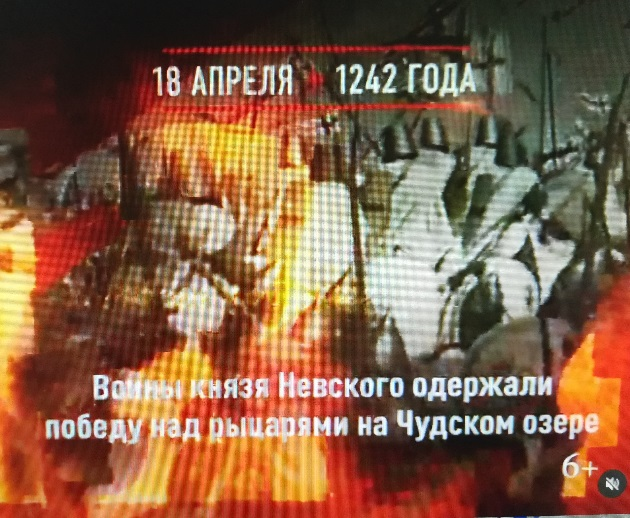 18 АПРЕЛЯ 1242 ГОДА
Воины князя Невского одержали
победу над рыцарями на Чудском озере
6+